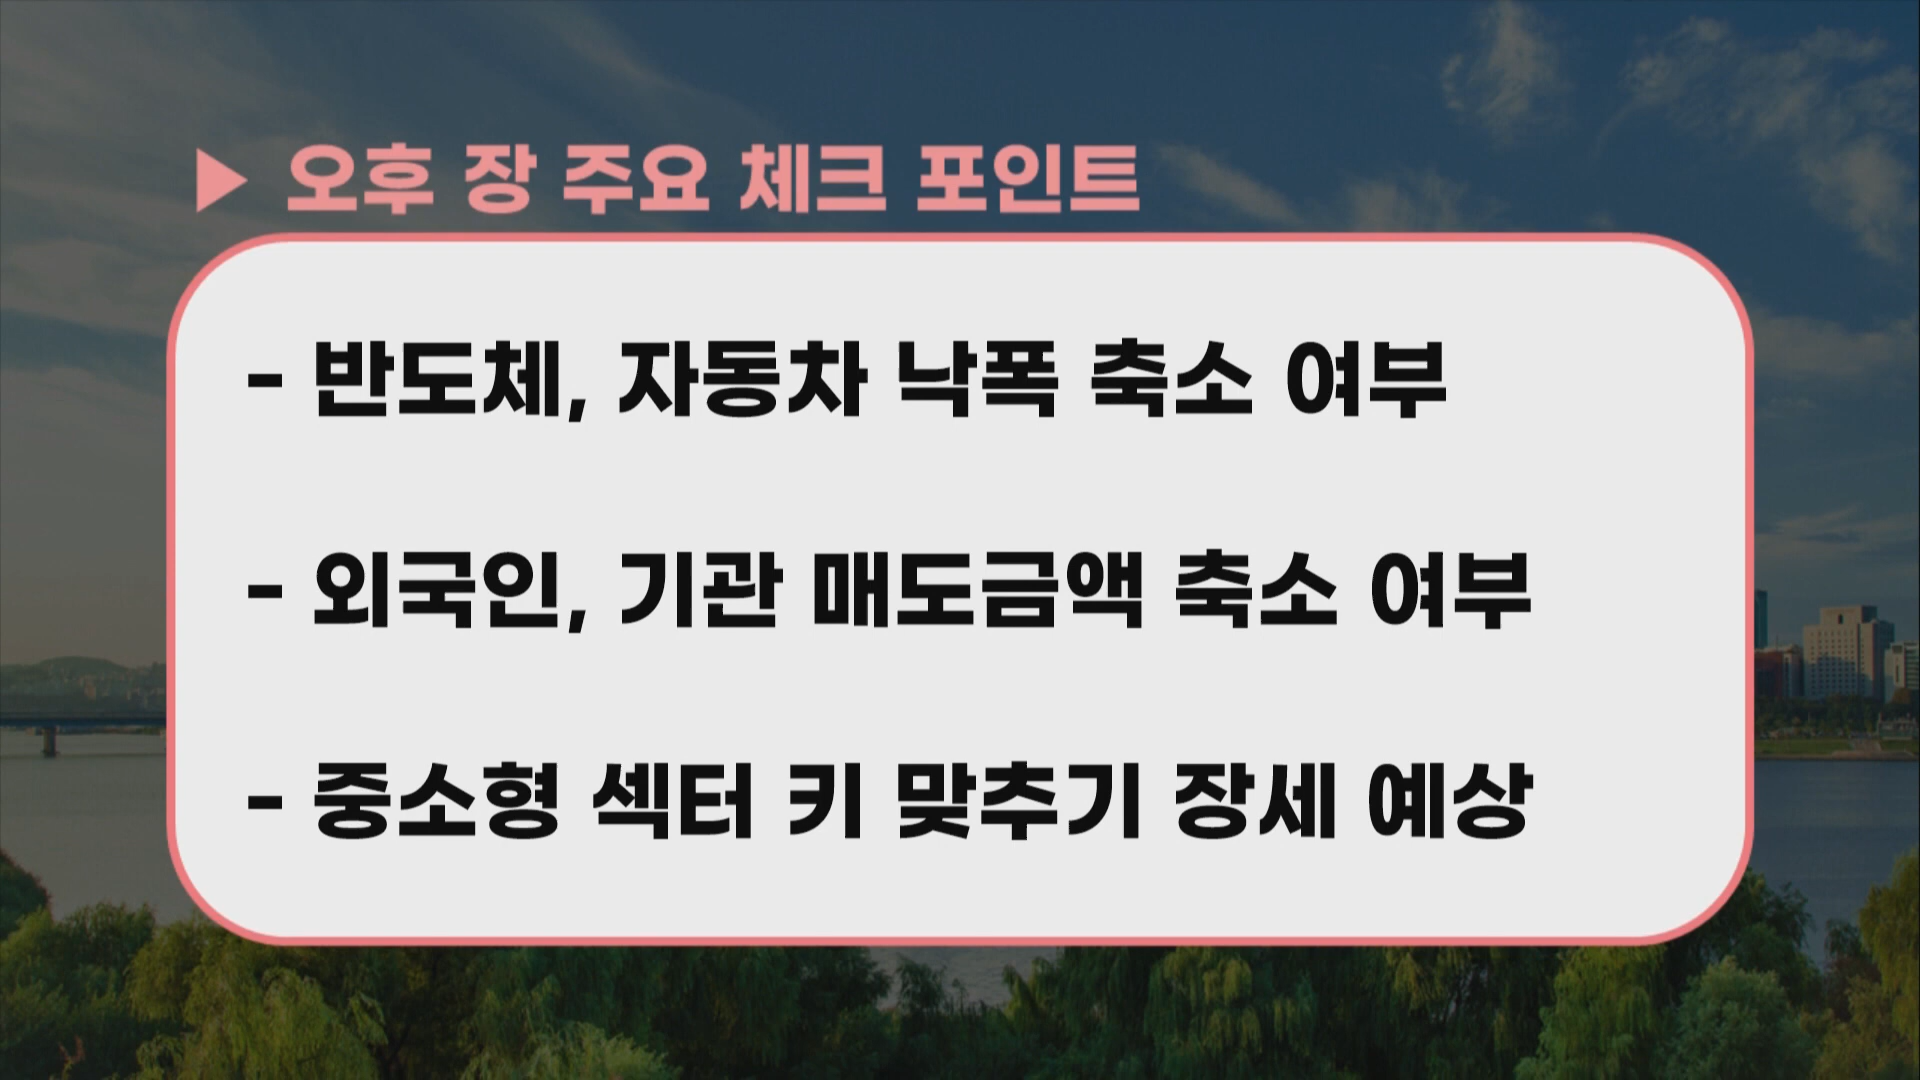 ▶ 오후 장 주요 체크 포인트
- 반도체, 자동차 낙폭 축소 여부
- 외국인, 기관 매도금액 축소 여부
- 중소형 섹터 키 맞추기 장세 예상